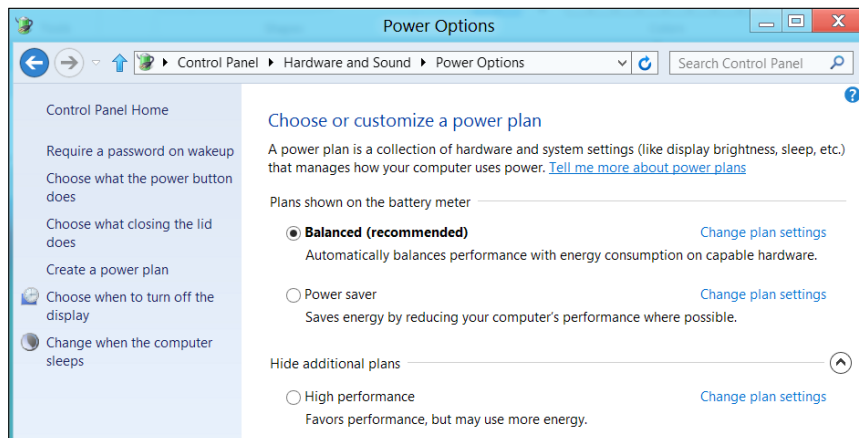 Power Options
Control Panel Hardware and Sound Power Options
Search Control Panel
Control Panel Home
Require a password on wakeup
Choose what the power button
does
Choose what closing the lid
does
Create a power plan
Choose when to turn off the
display
Change when the computer
sleeps
Choose or customize a power plan
A power plan is a collection of hardware and system settings (like display brightness, sleep, etc.)
that manages how your computer uses power. Tell me more about power plans
Plans shown on the battery meter
Balanced (recommended) Change plan settings
Automatically balances performance with energy consumption on capable hardware.
Power saver Change plan settings
Saves energy by reducing your computer's performance where possible.
Hide additional plans
High performance Change plan settings
Favors performance, but may use more energy.